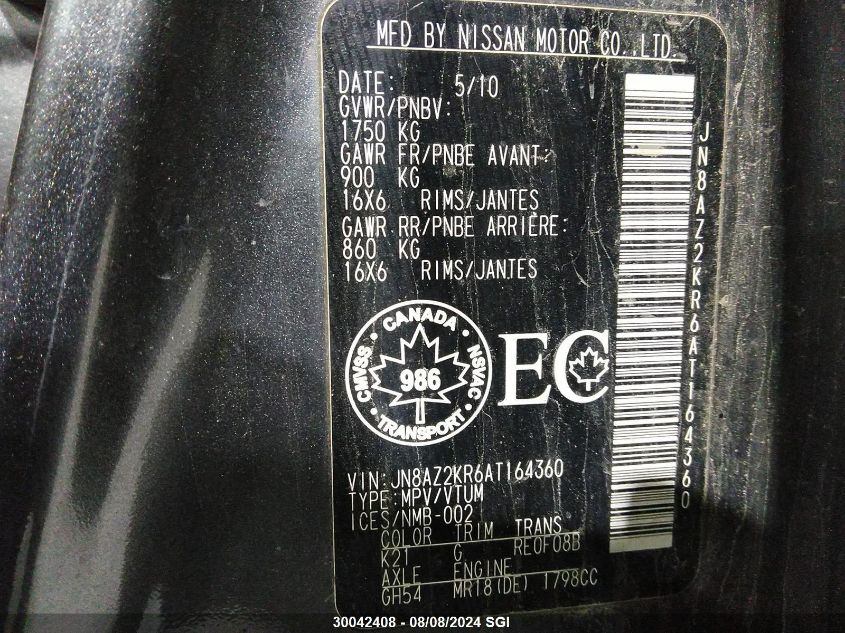 MFD BY NISSAN MOTOR CO.,LTD.
DATE: 5/10
GVWR/PNBV:
1750 KG
GAWR FR/PNBE AVANT:
900 KG
16X6 RIMS/JANTES
GAWR RR/PNBE ARRIÈRE:
860 KG
16X6 RIMS/JANTES
CANADA
CMVSS
NSVAC
986
TRANSPORT
EC
VIN:JN8AZ2KR6AT164360
TYPE:MPV/VTUM
ICES/NMB-002
COLOR TRIM TRANS
K21 G RE0F08B
AXLE ENGINE
GH54 MR18(DE) 1798CC
JN8AZ2KR6AT164360
30042408 - 08/08/2024 SGI